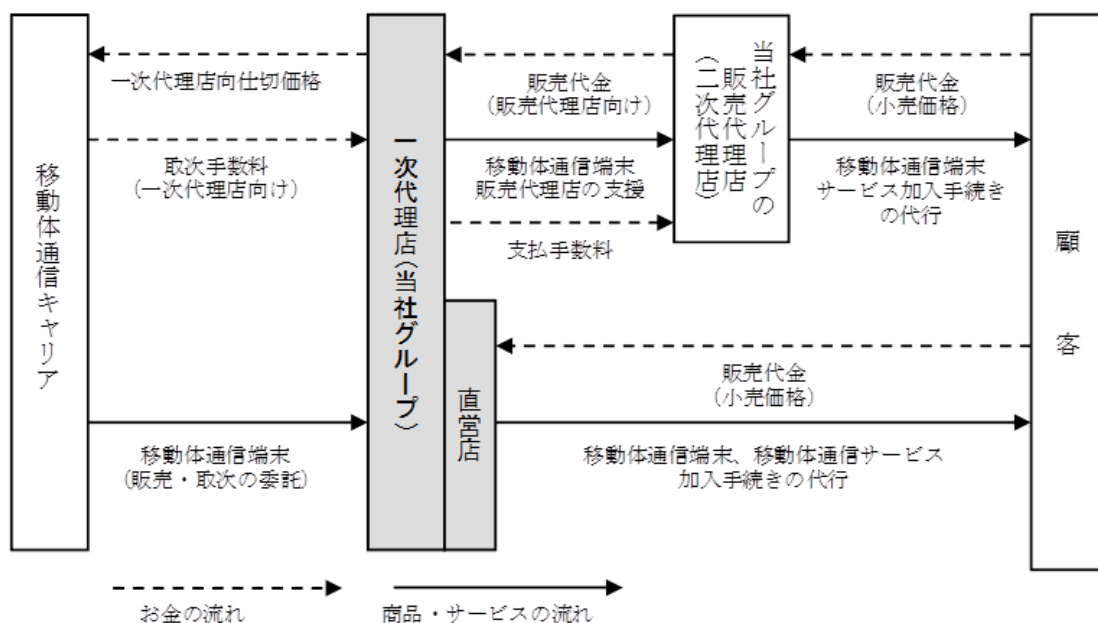 移動体通信キャリア
一次代理店向仕切価格
取次手数料
（一次代理店向け）
移動体通信端末
（販売・取次の委託）
一次代理店（当社グループ）
直営店
販売代金
（販売代理店向け）
移動体通信端末
販売代理店の支援
支払手数料
当社グループの
販売代理店
（二次代理店）
販売代金
（小売価格）
移動体通信端末
サービス加入手続き
の代行
販売代金
（小売価格）
移動体通信端末、移動体通信サービス
加入手続きの代行
顧客
お金の流れ
商品・サービスの流れ